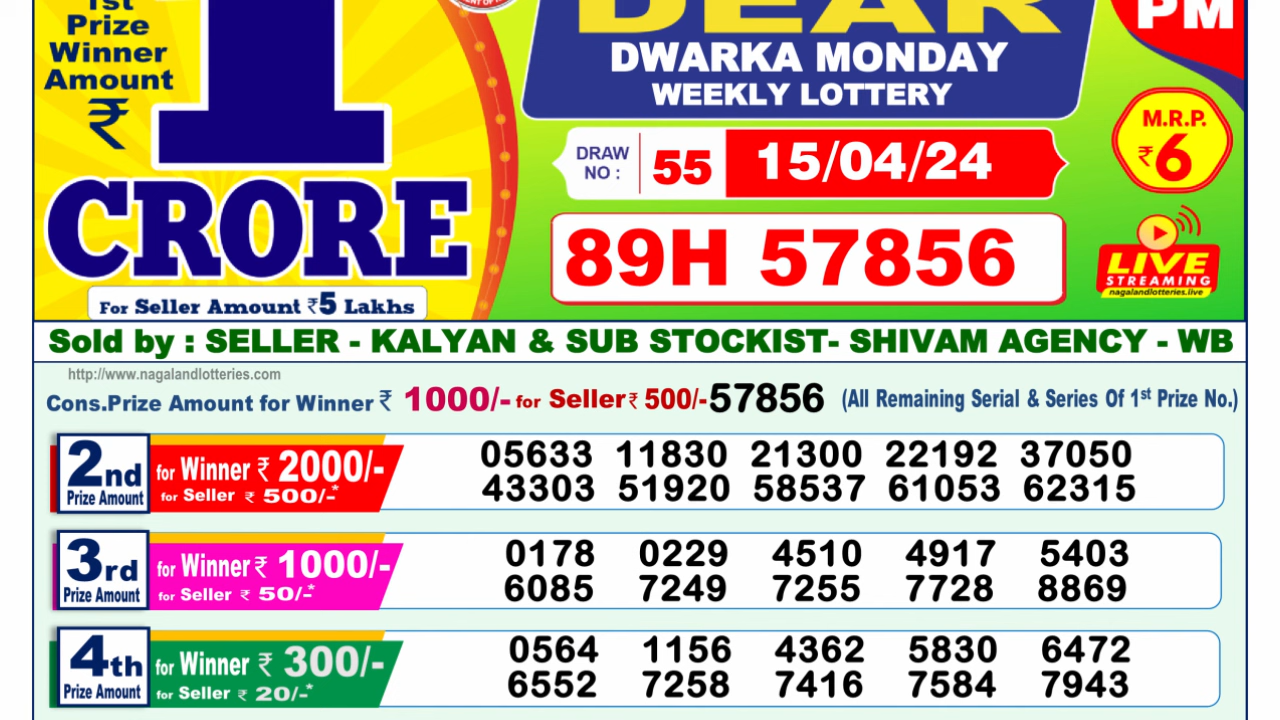 1st
Prize
Winner
Amount
₹
1
CRORE
For Seller Amount ₹5 Lakhs
DEAR
DWARKA MONDAY
WEEKLY LOTTERY
PM
DRAW NO : 55 15/04/24
M.R.P.
₹6
89H 57856
LIVE
STREAMING
nagalandlotteries.live
Sold by : SELLER - KALYAN & SUB STOCKIST- SHIVAM AGENCY - WB
http://www.nagalandlotteries.com
Cons.Prize Amount for Winner ₹ 1000/- for Seller ₹ 500/- 57856 (All Remaining Serial & Series Of 1st Prize No.)
2nd Prize Amount
for Winner ₹ 2000/-
for Seller ₹ 500/-*
05633 11830 21300 22192 37050
43303 51920 58537 61053 62315
3rd Prize Amount
for Winner ₹ 1000/-
for Seller ₹ 50/-*
0178 0229 4510 4917 5403
6085 7249 7255 7728 8869
4th Prize Amount
for Winner ₹ 300/-
for Seller ₹ 20/-*
0564 1156 4362 5830 6472
6552 7258 7416 7584 7943